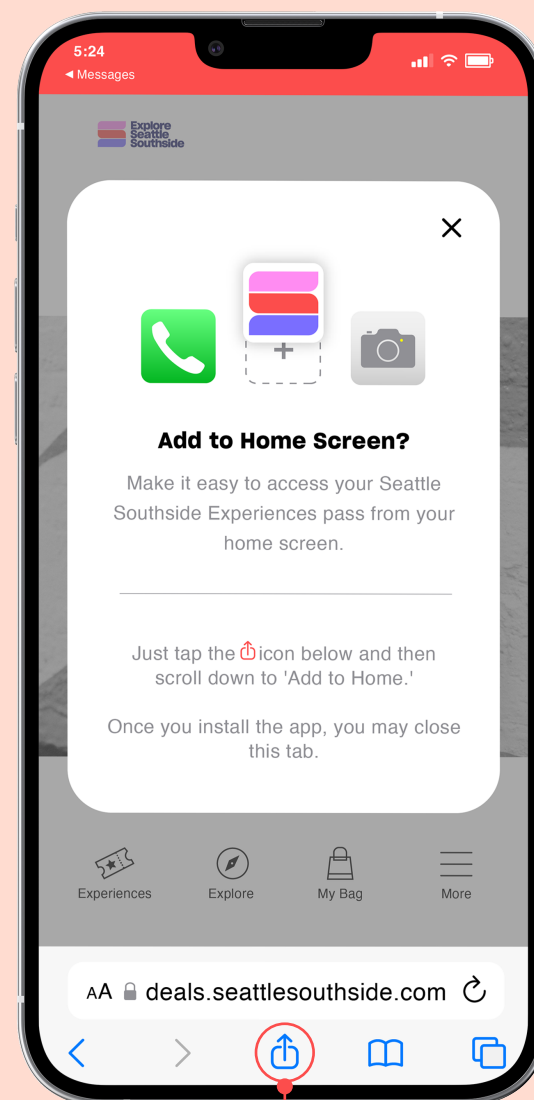 5:24
◀ Messages
Explore
Seattle
Southside
Add to Home Screen?
Make it easy to access your Seattle
Southside Experiences pass from your
home screen.
Just tap the icon below and then
scroll down to 'Add to Home.'
Once you install the app, you may close
this tab.
Experiences Explore My Bag More
AA deals.seattlesouthside.com